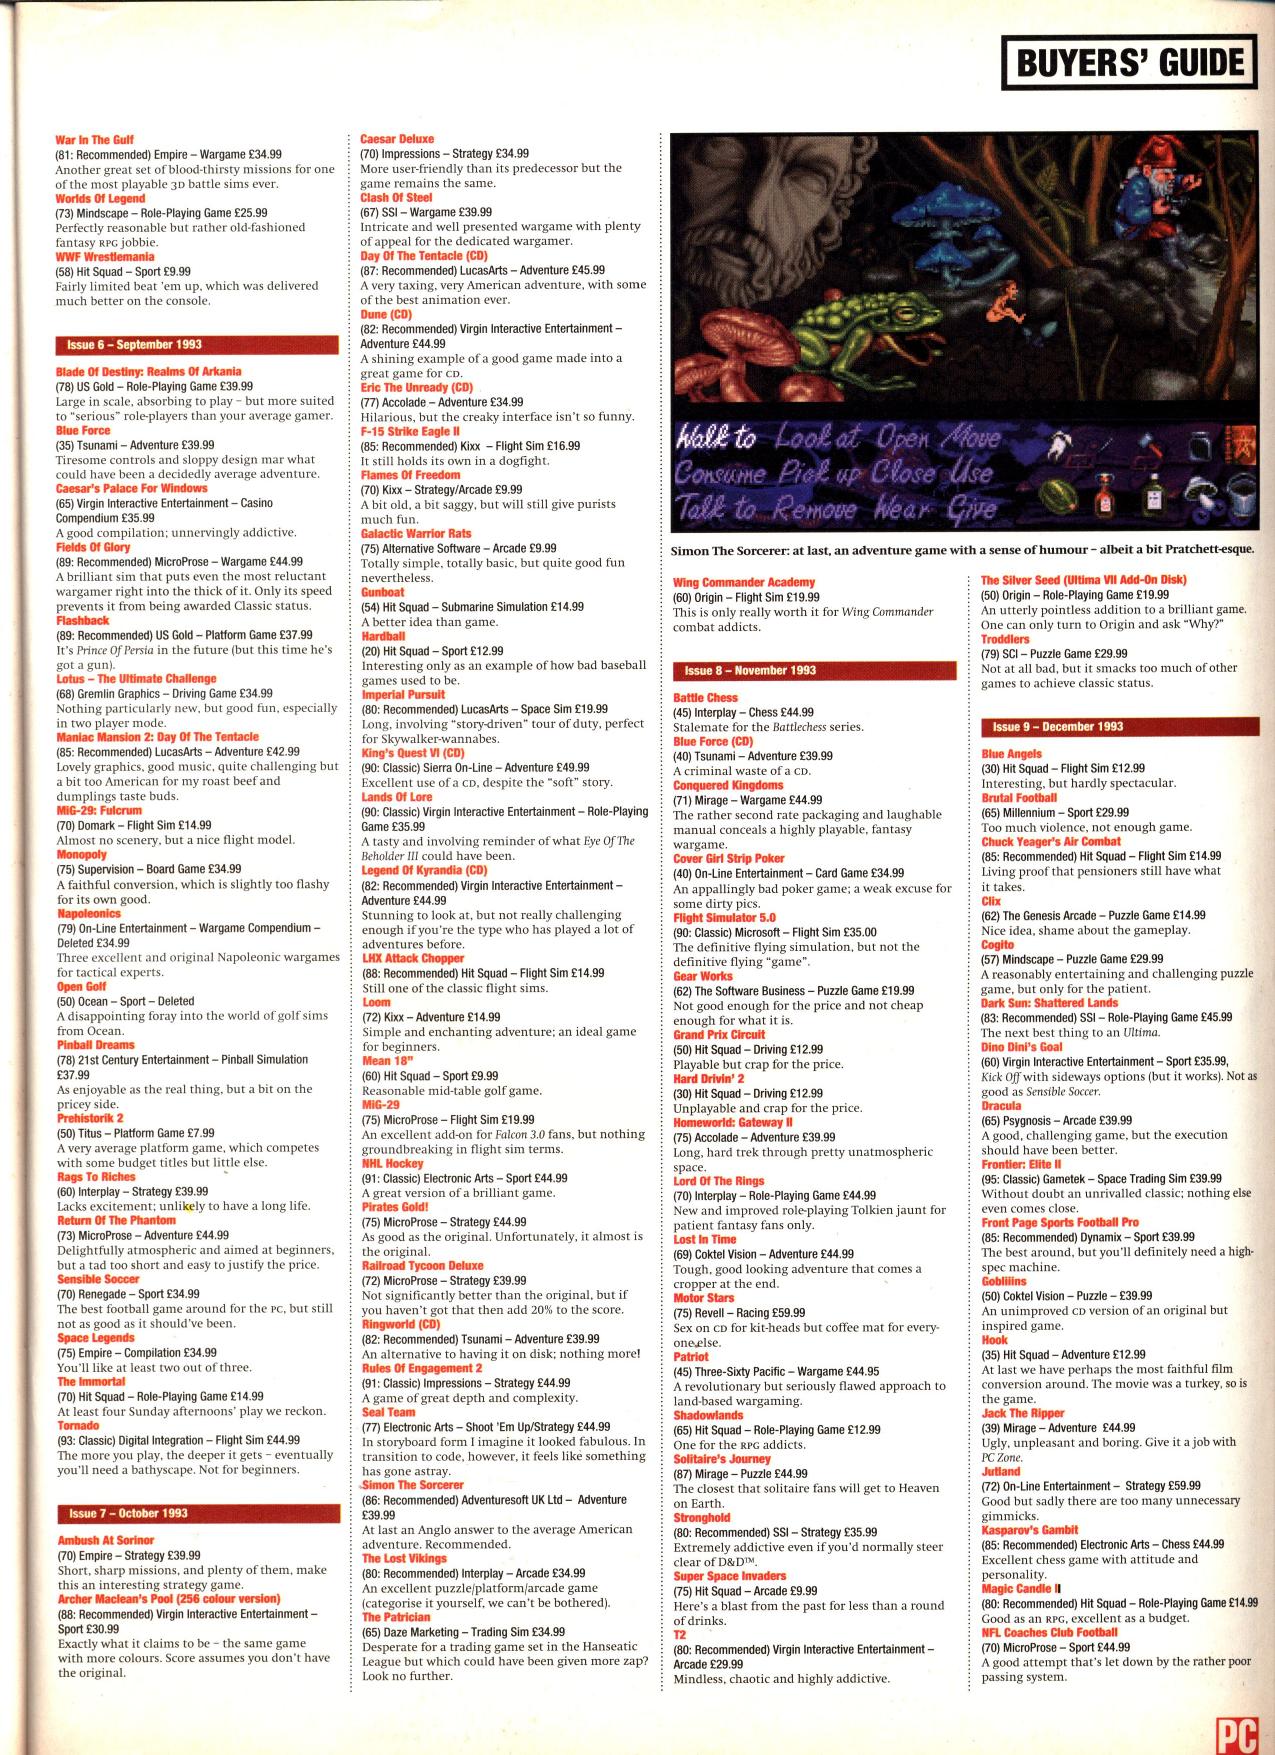 BUYERS' GUIDE
War In The Gulf
(81: Recommended) Empire – Wargame £34.99
Another great set of blood-thirsty missions for one
of the most playable 3D battle sims ever.
Worlds Of Legend
(73) Mindscape – Role-Playing Game £25.99
Perfectly reasonable but rather old-fashioned
fantasy RPG jobbie.
WWF Wrestlemania
(58) Hit Squad – Sport £9.99
Fairly limited beat 'em up, which was delivered
much better on the console.
Issue 6 – September 1993
Blade Of Destiny: Realms Of Arkania
(78) US Gold – Role-Playing Game £39.99
Large in scale, absorbing to play – but more suited
to “serious” role-players than your average gamer.
Blue Force
(35) Tsunami – Adventure £39.99
Tiresome controls and sloppy design mar what
could have been a decidedly average adventure.
Caesar's Palace For Windows
(65) Virgin Interactive Entertainment – Casino
Compendium £35.99
A good compilation; unnervingly addictive.
Fields Of Glory
(89: Recommended) MicroProse – Wargame £44.99
A brilliant sim that puts even the most reluctant
wargamer right into the thick of it. Only its speed
prevents it from being awarded Classic status.
Flashback
(89: Recommended) US Gold – Platform Game £37.99
It's Prince Of Persia in the future (but this time he's
got a gun).
Lotus – The Ultimate Challenge
(68) Gremlin Graphics – Driving Game £34.99
Nothing particularly new, but good fun, especially
in two player mode.
Maniac Mansion 2: Day Of The Tentacle
(85: Recommended) LucasArts – Adventure £42.99
Lovely graphics, good music, quite challenging but
a bit too American for my roast beef and
dumplings taste buds.
MiG-29: Fulcrum
(70) Domark – Flight Sim £14.99
Almost no scenery, but a nice flight model.
Monopoly
(75) Supervision – Board Game £34.99
A faithful conversion, which is slightly too flashy
for its own good.
Napoleonics
(79) On-Line Entertainment – Wargame Compendium –
Deleted £34.99
Three excellent and original Napoleonic wargames
for tactical experts.
Open Golf
(50) Ocean – Sport – Deleted
A disappointing foray into the world of golf sims
from Ocean.
Pinball Dreams
(78) 21st Century Entertainment – Pinball Simulation
£37.99
As enjoyable as the real thing, but a bit on the
pricey side.
Prehistorik 2
(50) Titus – Platform Game £7.99
A very average platform game, which competes
with some budget titles but little else.
Rags To Riches
(60) Interplay – Strategy £39.99
Lacks excitement; unlikely to have a long life.
Return Of The Phantom
(73) MicroProse – Adventure £44.99
Delightfully atmospheric and aimed at beginners,
but a tad too short and easy to justify the price.
Sensible Soccer
(70) Renegade – Sport £34.99
The best football game around for the PC, but still
not as good as it should've been.
Space Legends
(75) Empire – Compilation £34.99
You'll like at least two out of three.
The Immortal
(70) Hit Squad – Role-Playing Game £14.99
At least four Sunday afternoons' play we reckon.
Tornado
(93: Classic) Digital Integration – Flight Sim £44.99
The more you play, the deeper it gets – eventually
you'll need a bathyscape. Not for beginners.
Issue 7 – October 1993
Ambush At Sorinor
(70) Empire – Strategy £39.99
Short, sharp missions, and plenty of them, make
this an interesting strategy game.
Archer Maclean's Pool (256 colour version)
(88: Recommended) Virgin Interactive Entertainment –
Sport £30.99
Exactly what it claims to be – the same game
with more colours. Score assumes you don't have
the original.
Caesar Deluxe
(70) Impressions – Strategy £34.99
More user-friendly than its predecessor but the
game remains the same.
Clash Of Steel
(67) SSI – Wargame £39.99
Intricate and well presented wargame with plenty
of appeal for the dedicated wargamer.
Day Of The Tentacle (CD)
(87: Recommended) LucasArts – Adventure £45.99
A very taxing, very American adventure, with some
of the best animation ever.
Dune (CD)
(82: Recommended) Virgin Interactive Entertainment –
Adventure £44.99
A shining example of a good game made into a
great game for CD.
Eric The Unready (CD)
(77) Accolade – Adventure £34.99
Hilarious, but the creaky interface isn't so funny.
F-15 Strike Eagle II
(85: Recommended) Kixx – Flight Sim £16.99
It still holds its own in a dogfight.
Flames Of Freedom
(70) Kixx – Strategy/Arcade £9.99
A bit old, a bit saggy, but will still give purists
much fun.
Galactic Warrior Rats
(75) Alternative Software – Arcade £9.99
Totally simple, totally basic, but quite good fun
nevertheless.
Gunboat
(54) Hit Squad – Submarine Simulation £14.99
A better idea than game.
Hardball
(20) Hit Squad – Sport £12.99
Interesting only as an example of how bad baseball
games used to be.
Imperial Pursuit
(80: Recommended) LucasArts – Space Sim £19.99
Long, involving “story-driven” tour of duty, perfect
for Skywalker-wannabes.
King's Quest VI (CD)
(90: Classic) Sierra On-Line – Adventure £49.99
Excellent use of a CD, despite the “soft” story.
Lands Of Lore
(90: Classic) Virgin Interactive Entertainment – Role-Playing
Game £35.99
A tasty and involving reminder of what Eye Of The
Beholder III could have been.
Legend Of Kyrandia (CD)
(82: Recommended) Virgin Interactive Entertainment –
Adventure £44.99
Stunning to look at, but not really challenging
enough if you're the type who has played a lot of
adventures before.
LHX Attack Chopper
(88: Recommended) Hit Squad – Flight Sim £14.99
Still one of the classic flight sims.
Loom
(72) Kixx – Adventure £14.99
Simple and enchanting adventure; an ideal game
for beginners.
Mean 18"
(60) Hit Squad – Sport £9.99
Reasonable mid-table golf game.
MiG-29
(75) MicroProse – Flight Sim £19.99
An excellent add-on for Falcon 3.0 fans, but nothing
groundbreaking in flight sim terms.
NHL Hockey
(91: Classic) Electronic Arts – Sport £44.99
A great version of a brilliant game.
Pirates Gold!
(75) MicroProse – Strategy £44.99
As good as the original. Unfortunately, it almost is
the original.
Railroad Tycoon Deluxe
(72) MicroProse – Strategy £39.99
Not significantly better than the original, but if
you haven't got that then add 20% to the score.
Ringworld (CD)
(82: Recommended) Tsunami – Adventure £39.99
An alternative to having it on disk; nothing more!
Rules Of Engagement 2
(91: Classic) Impressions – Strategy £44.99
A game of great depth and complexity.
Seal Team
(77) Electronic Arts – Shoot 'Em Up/Strategy £44.99
In storyboard form I imagine it looked fabulous. In
transition to code, however, it feels like something
has gone astray.
Simon The Sorcerer
(86: Recommended) Adventuresoft UK Ltd – Adventure
£39.99
At last an Anglo answer to the average American
adventure. Recommended.
The Lost Vikings
(80: Recommended) Interplay – Arcade £34.99
An excellent puzzle/platform/arcade game
(categorise it yourself, we can't be bothered).
The Patrician
(65) Daze Marketing – Trading Sim £34.99
Desperate for a trading game set in the Hanseatic
League but which could have been given more zap?
Look no further.
Walk to Look at Open Move
Consume Pick up Close Use
Talk to Remove Wear Give
Simon The Sorcerer: at last, an adventure game with a sense of humour – albeit a bit Pratchett-esque.
Wing Commander Academy
(60) Origin – Flight Sim £19.99
This is only really worth it for Wing Commander
combat addicts.
Issue 8 – November 1993
Battle Chess
(45) Interplay – Chess £44.99
Stalemate for the Battlechess series.
Blue Force (CD)
(40) Tsunami – Adventure £39.99
A criminal waste of a CD.
Conquered Kingdoms
(71) Mirage – Wargame £44.99
The rather second rate packaging and laughable
manual conceals a highly playable, fantasy
wargame.
Cover Girl Strip Poker
(40) On-Line Entertainment – Card Game £34.99
An appallingly bad poker game; a weak excuse for
some dirty pics.
Flight Simulator 5.0
(90: Classic) Microsoft – Flight Sim £35.00
The definitive flying simulation, but not the
definitive flying “game”.
Gear Works
(62) The Software Business – Puzzle Game £19.99
Not good enough for the price and not cheap
enough for what it is.
Grand Prix Circuit
(50) Hit Squad – Driving £12.99
Playable but crap for the price.
Hard Drivin' 2
(30) Hit Squad – Driving £12.99
Unplayable and crap for the price.
Homeworld: Gateway II
(75) Accolade – Adventure £39.99
Long, hard trek through pretty unatmospheric
space.
Lord Of The Rings
(70) Interplay – Role-Playing Game £44.99
New and improved role-playing Tolkien jaunt for
patient fantasy fans only.
Lost In Time
(69) Coktel Vision – Adventure £44.99
Tough, good looking adventure that comes a
cropper at the end.
Motor Stars
(75) Revell – Racing £59.99
Sex on CD for kit-heads but coffee mat for every-
one else.
Patriot
(45) Three-Sixty Pacific – Wargame £44.95
A revolutionary but seriously flawed approach to
land-based wargaming.
Shadowlands
(65) Hit Squad – Role-Playing Game £12.99
One for the RPG addicts.
Solitaire's Journey
(87) Mirage – Puzzle £44.99
The closest that solitaire fans will get to Heaven
on Earth.
Stronghold
(80: Recommended) SSI – Strategy £35.99
Extremely addictive even if you'd normally steer
clear of D&D™.
Super Space Invaders
(75) Hit Squad – Arcade £9.99
Here's a blast from the past for less than a round
of drinks.
T2
(80: Recommended) Virgin Interactive Entertainment –
Arcade £29.99
Mindless, chaotic and highly addictive.
The Silver Seed (Ultima VII Add-On Disk)
(50) Origin – Role-Playing Game £19.99
An utterly pointless addition to a brilliant game.
One can only turn to Origin and ask “Why?”
Troddlers
(79) SCI – Puzzle Game £29.99
Not at all bad, but it smacks too much of other
games to achieve classic status.
Issue 9 – December 1993
Blue Angels
(30) Hit Squad – Flight Sim £12.99
Interesting, but hardly spectacular.
Brutal Football
(65) Millennium – Sport £29.99
Too much violence, not enough game.
Chuck Yeager's Air Combat
(85: Recommended) Hit Squad – Flight Sim £14.99
Living proof that pensioners still have what
it takes.
Clix
(62) The Genesis Arcade – Puzzle Game £14.99
Nice idea, shame about the gameplay.
Cogito
(57) Mindscape – Puzzle Game £29.99
A reasonably entertaining and challenging puzzle
game, but only for the patient.
Dark Sun: Shattered Lands
(83: Recommended) SSI – Role-Playing Game £45.99
The next best thing to an Ultima.
Dino Dini's Goal
(60) Virgin Interactive Entertainment – Sport £35.99,
Kick Off with sideways options (but it works). Not as
good as Sensible Soccer.
Dracula
(65) Psygnosis – Arcade £39.99
A good, challenging game, but the execution
should have been better.
Frontier: Elite II
(95: Classic) Gametek – Space Trading Sim £39.99
Without doubt an unrivalled classic; nothing else
even comes close.
Front Page Sports Football Pro
(85: Recommended) Dynamix – Sport £39.99
The best around, but you'll definitely need a high-
spec machine.
Gobliiins
(50) Coktel Vision – Puzzle – £39.99
An unimproved CD version of an original but
inspired game.
Hook
(35) Hit Squad – Adventure £12.99
At last we have perhaps the most faithful film
conversion around. The movie was a turkey, so is
the game.
Jack The Ripper
(39) Mirage – Adventure £44.99
Ugly, unpleasant and boring. Give it a job with
PC Zone.
Jutland
(72) On-Line Entertainment – Strategy £59.99
Good but sadly there are too many unnecessary
gimmicks.
Kasparov's Gambit
(85: Recommended) Electronic Arts – Chess £44.99
Excellent chess game with attitude and
personality.
Magic Candle II
(80: Recommended) Hit Squad – Role-Playing Game £14.99
Good as an RPG, excellent as a budget.
NFL Coaches Club Football
(70) MicroProse – Sport £44.99
A good attempt that's let down by the rather poor
passing system.
PC